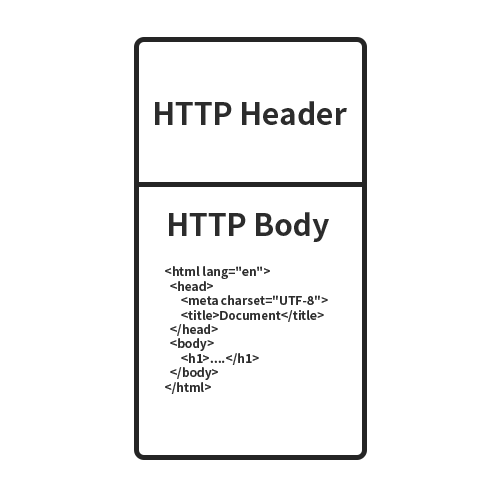 HTTP Header
HTTP Body
<html lang="en">
<head>
<meta charset="UTF-8">
<title>Document</title>
</head>
<body>
<h1>....</h1>
</body>
</html>